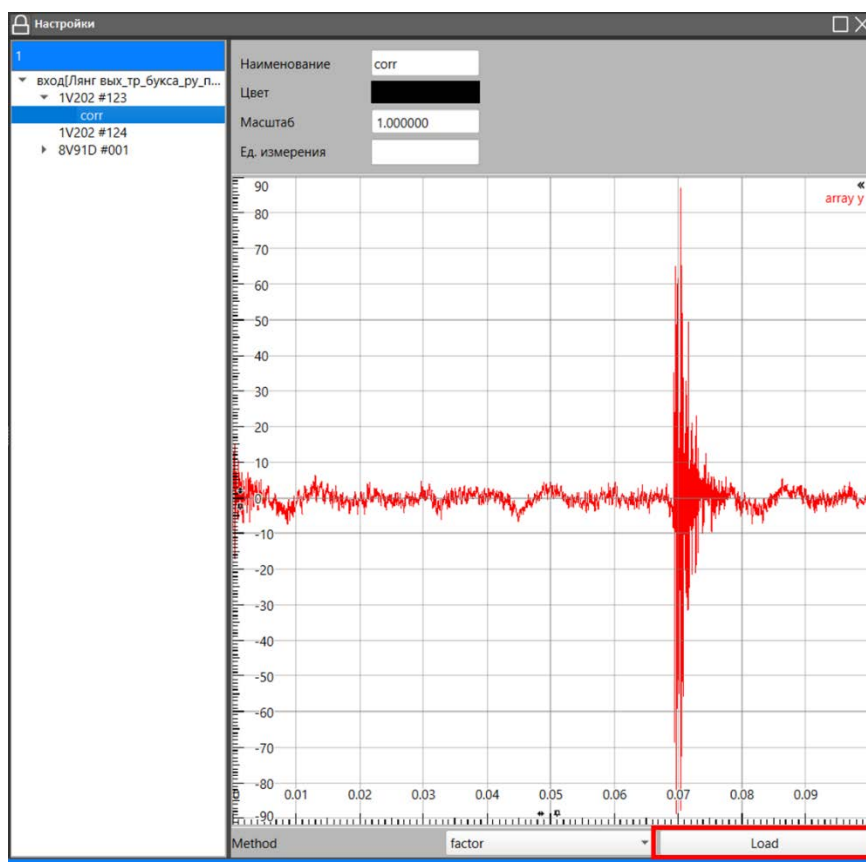 Настройки
1
вход[Лянг вых_тр_букса_ру_п...
1V202 #123
corr
1V202 #124
8V91D #001
Наименование corr
Цвет
Масштаб 1.000000
Ед. измерения
array y
90
80
70
60
50
40
30
20
10
0
-10
-20
-30
-40
-50
-60
-70
-80
-90
0 0.01 0.02 0.03 0.04 0.05 0.06 0.07 0.08 0.09
Method factor Load